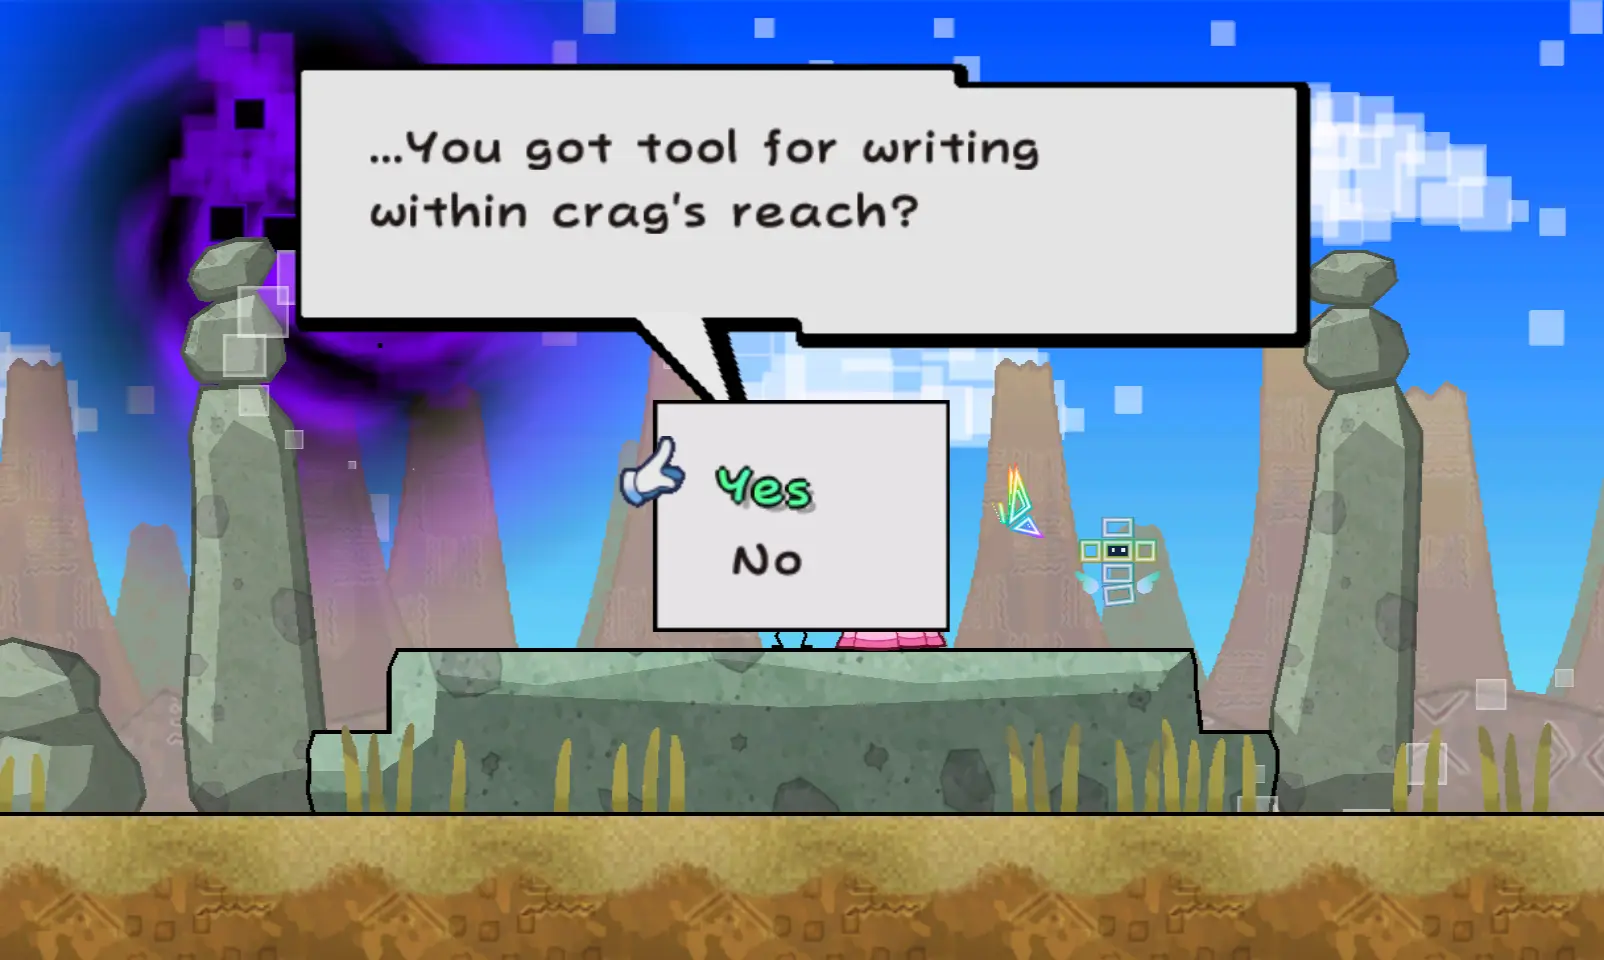 ...You got tool for writing
within crag's reach?
Yes
No